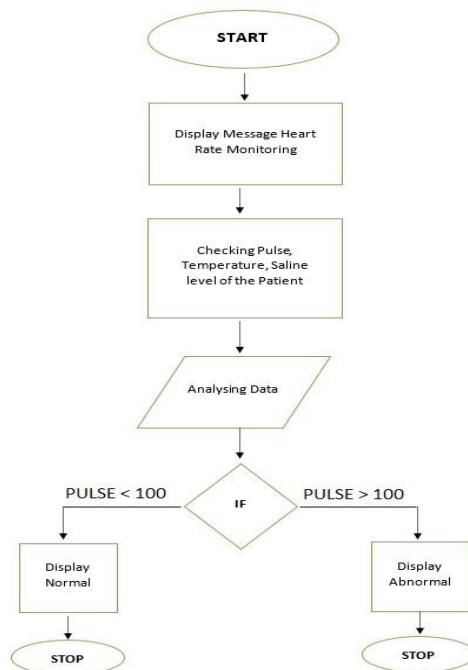 START
Display Message Heart
Rate Monitoring
Checking Pulse,
Temperature, Saline
level of the Patient
Analysing Data
IF
PULSE < 100
PULSE > 100
Display
Normal
Display
Abnormal
STOP
STOP